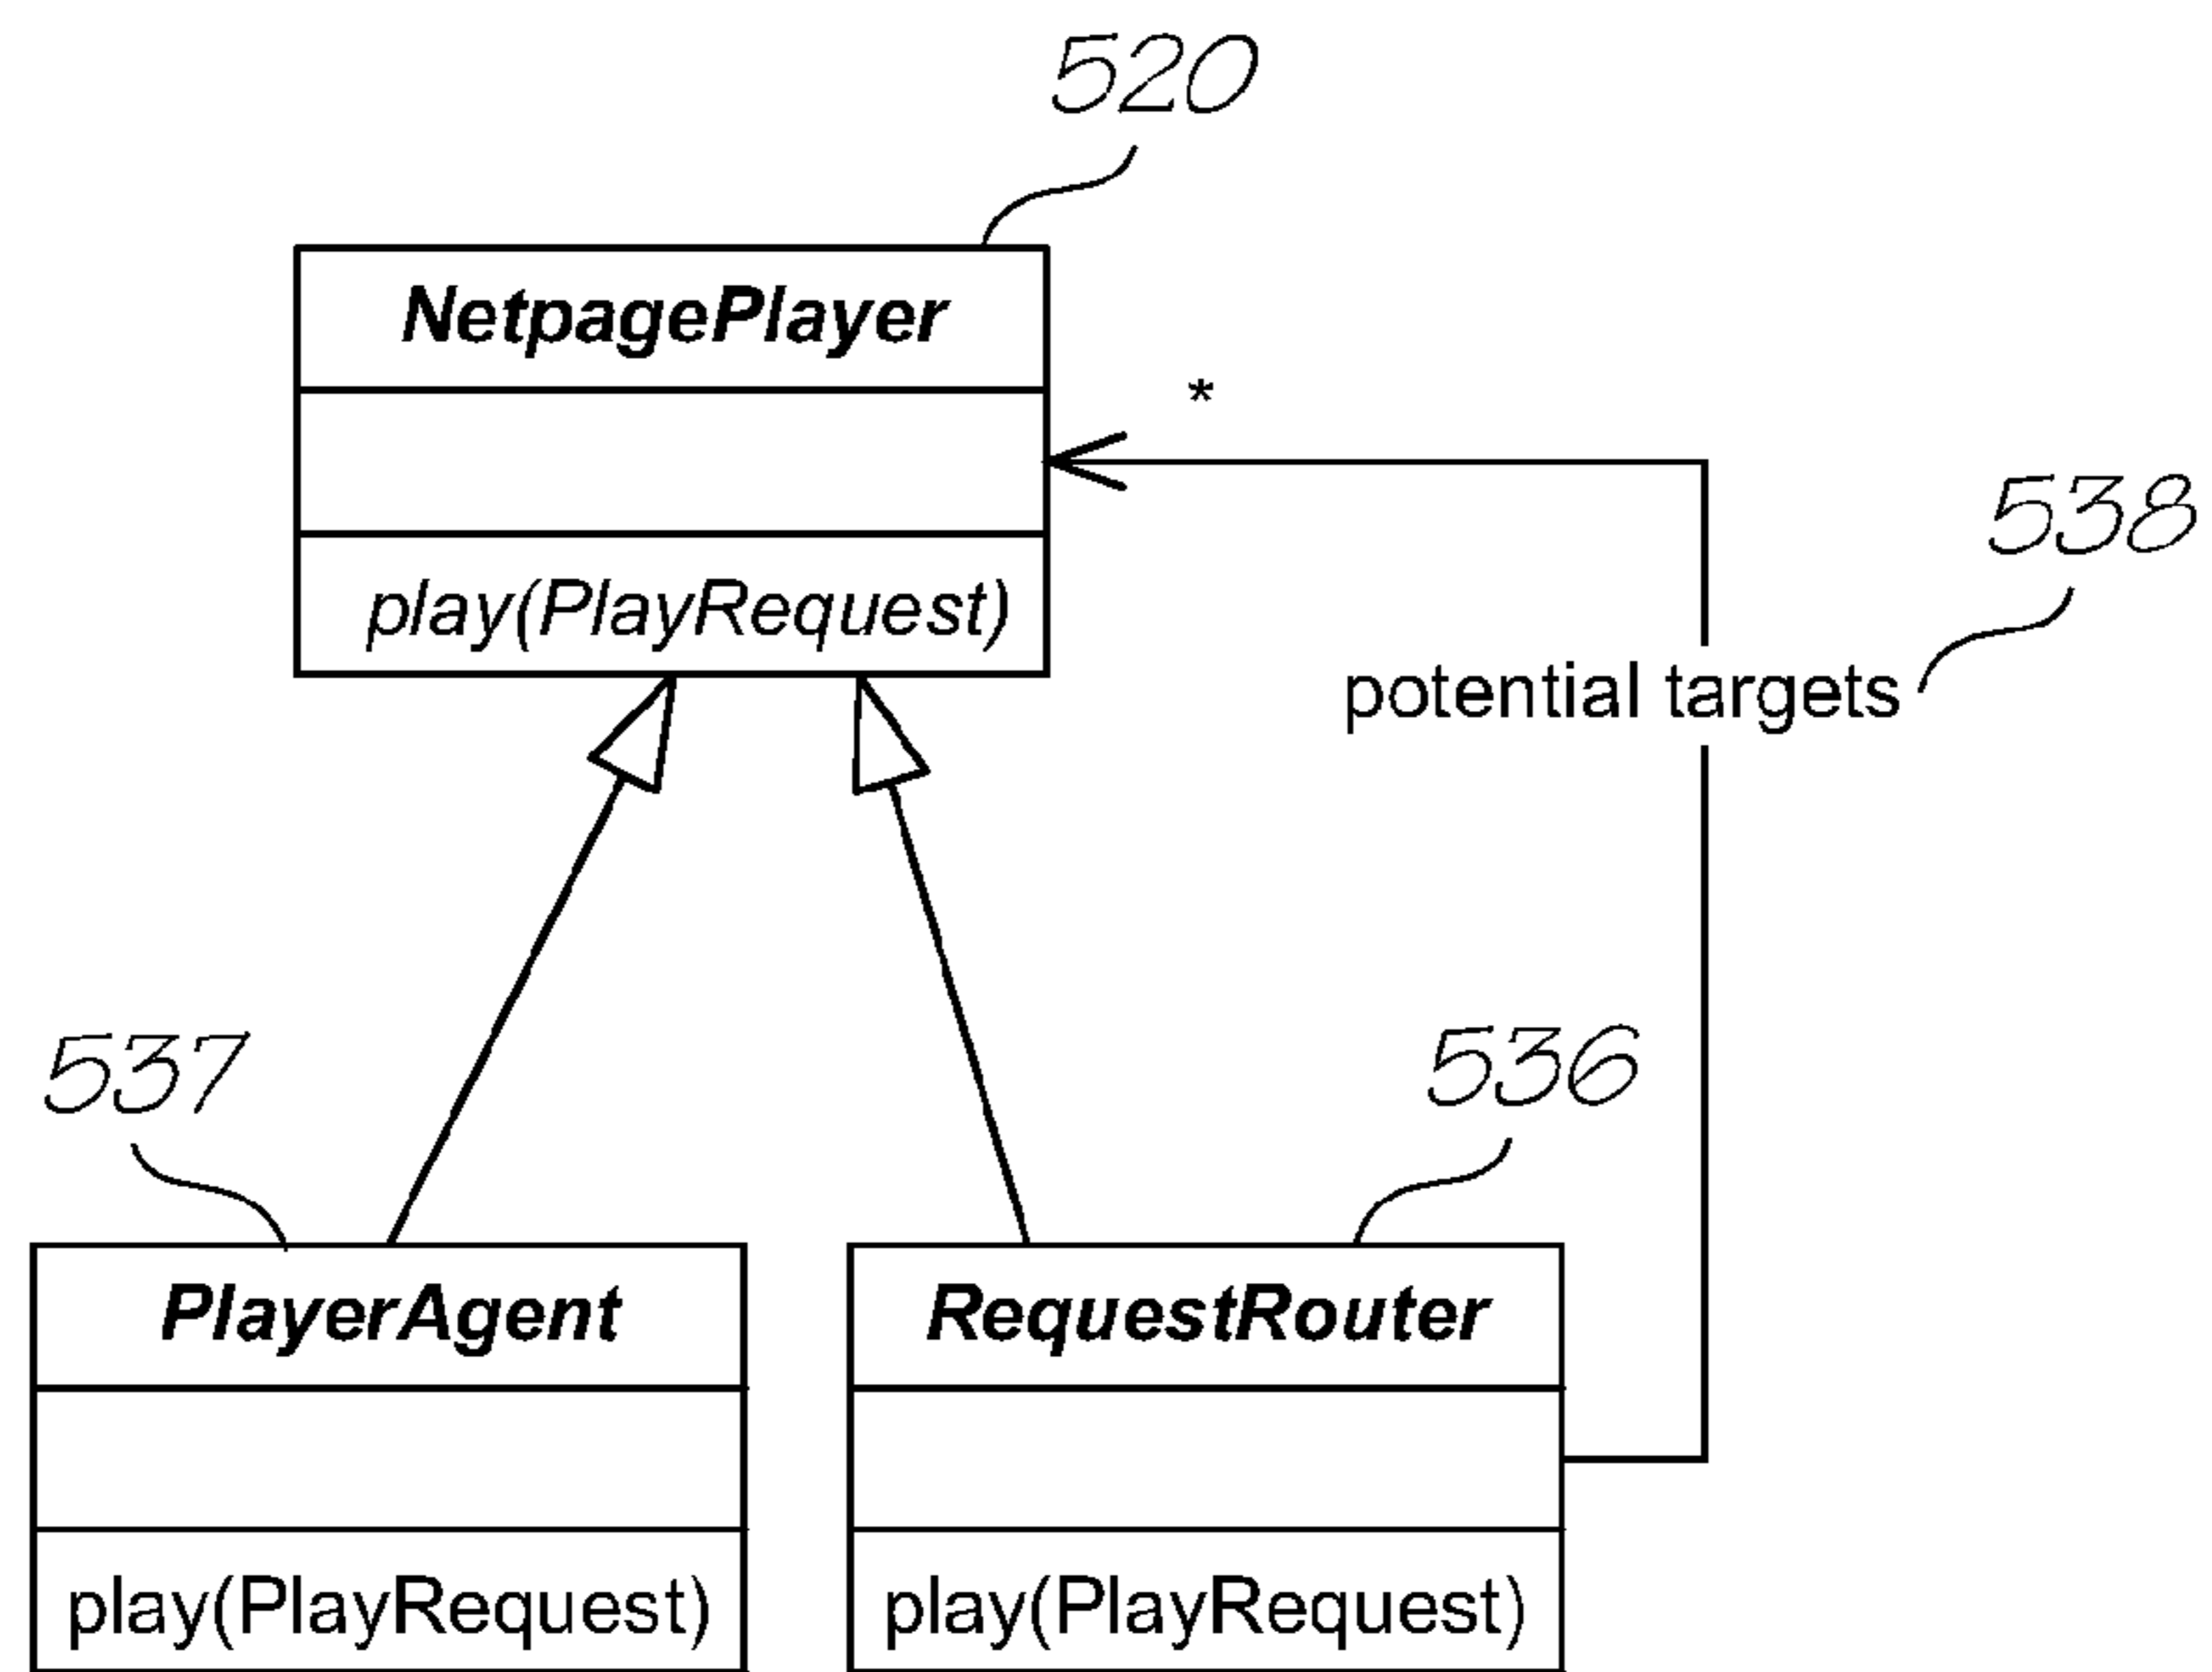 520
NetpagePlayer
*
play(PlayRequest)
538
potential targets
537
536
PlayerAgent
RequestRouter
play(PlayRequest)
play(PlayRequest)